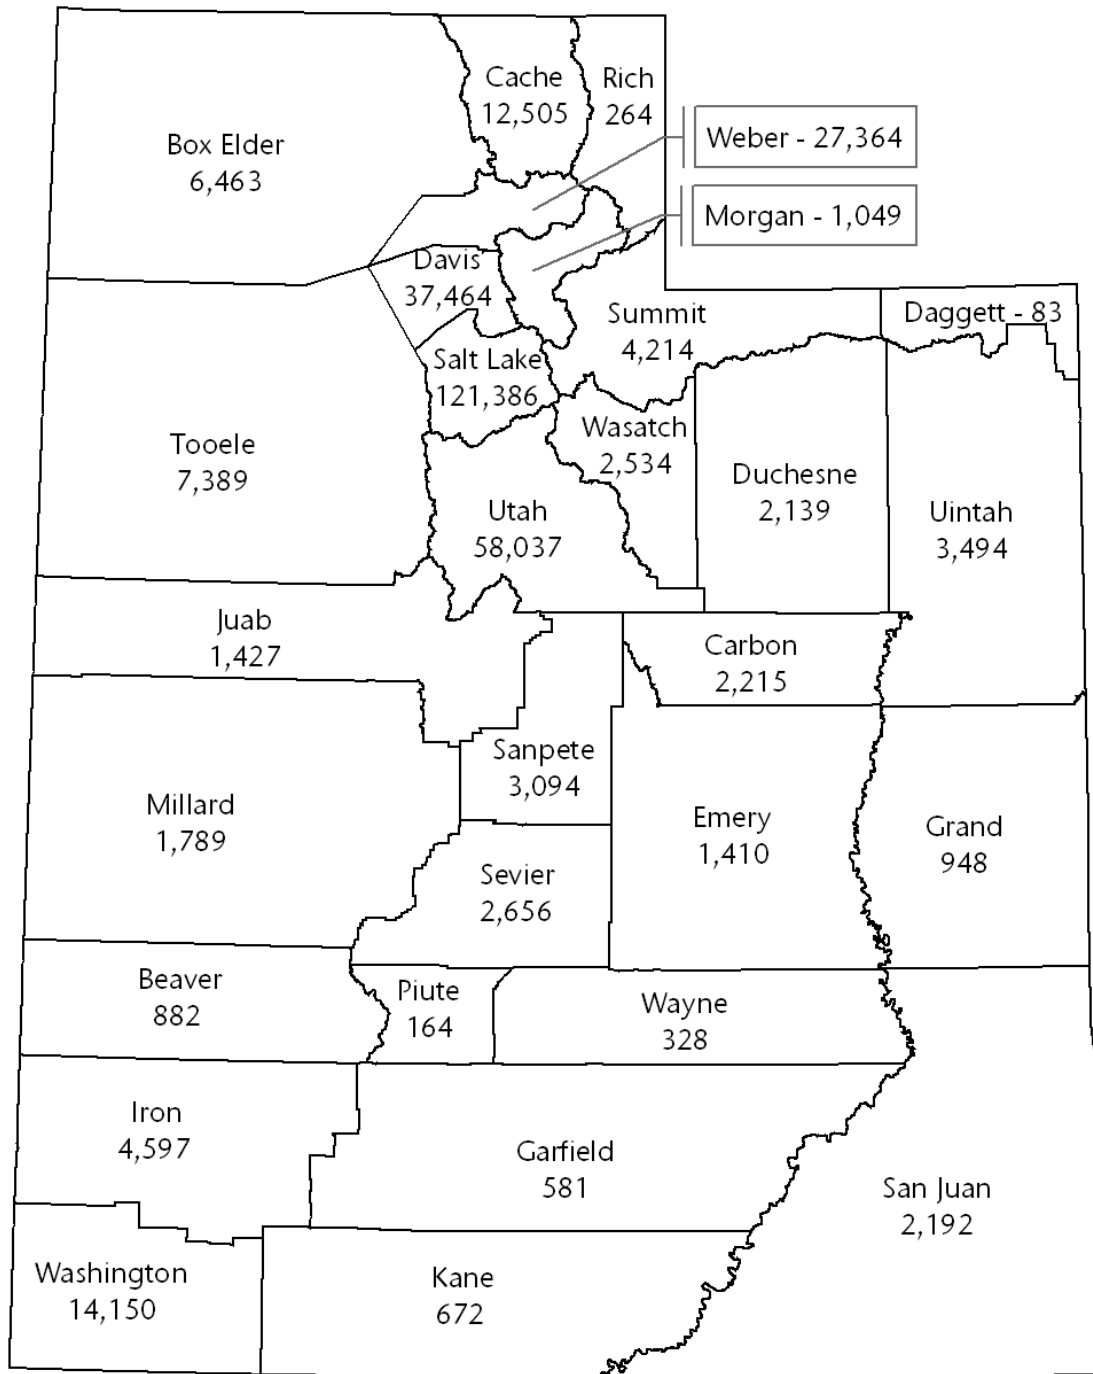 Cache
12,505
Rich
264
Box Elder
6,463
Weber - 27,364
Morgan - 1,049
Davis
37,464
Summit
4,214
Daggett - 83
Salt Lake
121,386
Wasatch
2,534
Tooele
7,389
Duchesne
2,139
Utah
58,037
Uintah
3,494
Juab
1,427
Carbon
2,215
Sanpete
3,094
Millard
1,789
Emery
1,410
Grand
948
Sevier
2,656
Beaver
882
Piute
164
Wayne
328
Iron
4,597
Garfield
581
San Juan
2,192
Washington
14,150
Kane
672